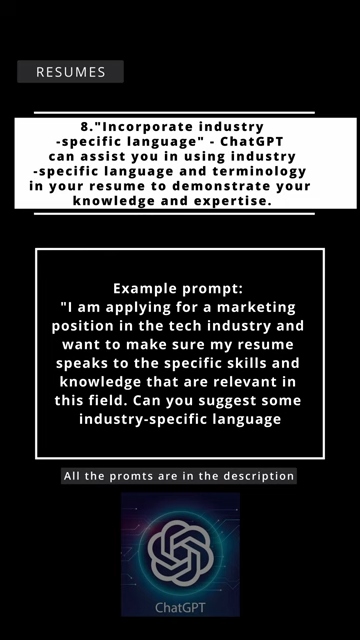 RESUMES
8."Incorporate industry
-specific language" - ChatGPT
can assist you in using industry
-specific language and terminology
in your resume to demonstrate your
knowledge and expertise.
Example prompt:
"I am applying for a marketing
position in the tech industry and
want to make sure my resume
speaks to the specific skills and
knowledge that are relevant in
this field. Can you suggest some
industry-specific language
All the promts are in the description
ChatGPT